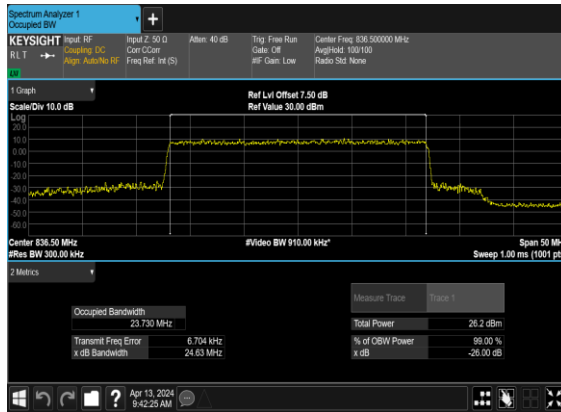 Spectrum Analyzer 1
Occupied BW
+
KEYSIGHT Input: RF Input Z: 50 Ω Atten: 40 dB Trig: Free Run Center Freq: 836.500000 MHz
R L T Coupling: DC Corr CCorr Gate: Off Avg|Hold: 100/100
Align: Auto/No RF Freq Ref: Int (S) #IF Gain: Low Radio Std: None
LNI
1 Graph
Ref Lvl Offset 7.50 dB
Scale/Div 10.0 dB Ref Value 30.00 dBm
Log
20.0
10.0
0.00
-10.0
-20.0
-30.0
-40.0
-50.0
-60.0
Center 836.50 MHz #Video BW 910.00 kHz* Span 50 MH
#Res BW 300.00 kHz Sweep 1.00 ms (1001 pt
2 Metrics
Measure Trace Trace 1
Occupied Bandwidth
23.730 MHz Total Power 26.2 dBm
Transmit Freq Error 6.704 kHz % of OBW Power 99.00 %
x dB Bandwidth 24.63 MHz x dB -26.00 dB
? Apr 13, 2024
9:42:25 AM